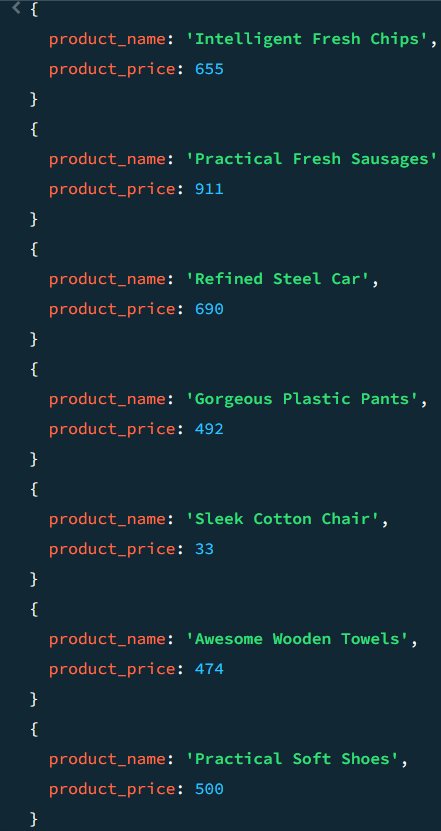 {
product_name: 'Intelligent Fresh Chips',
product_price: 655
}
{
product_name: 'Practical Fresh Sausages'
product_price: 911
}
{
product_name: 'Refined Steel Car',
product_price: 690
}
{
product_name: 'Gorgeous Plastic Pants',
product_price: 492
}
{
product_name: 'Sleek Cotton Chair',
product_price: 33
}
{
product_name: 'Awesome Wooden Towels',
product_price: 474
}
{
product_name: 'Practical Soft Shoes',
product_price: 500
}